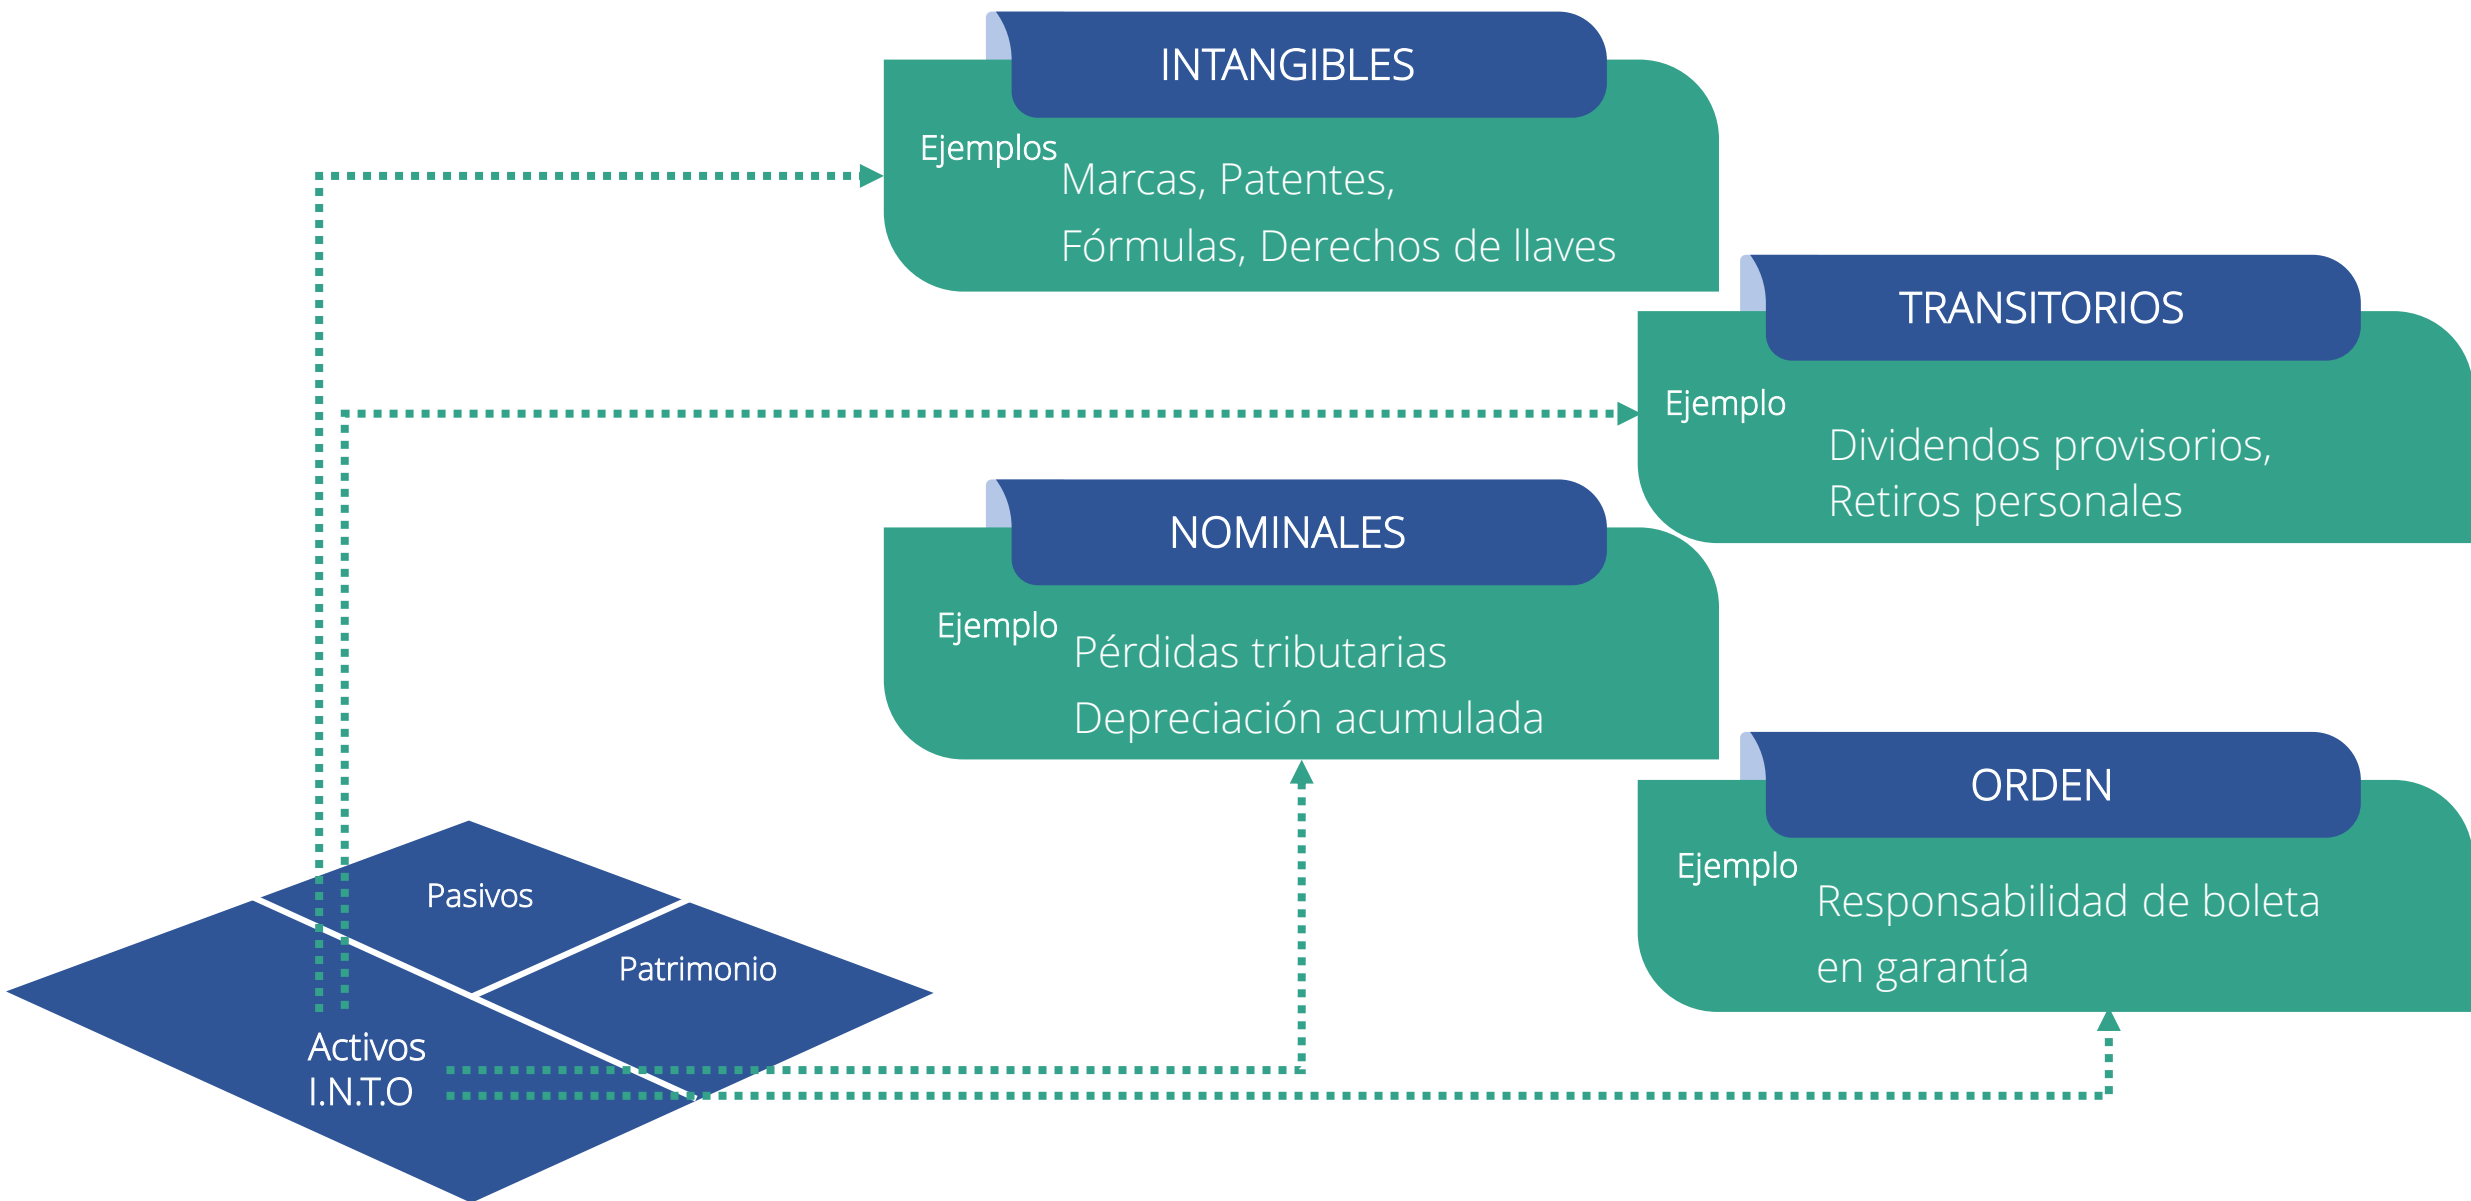 INTANGIBLES
Ejemplos
Marcas, Patentes,
Fórmulas, Derechos de llaves
TRANSITORIOS
Ejemplo
Dividendos provisorios,
Retiros personales
NOMINALES
Ejemplo
Pérdidas tributarias
Depreciación acumulada
ORDEN
Ejemplo
Responsabilidad de boleta
en garantía
Pasivos
Patrimonio
Activos
I.N.T.O